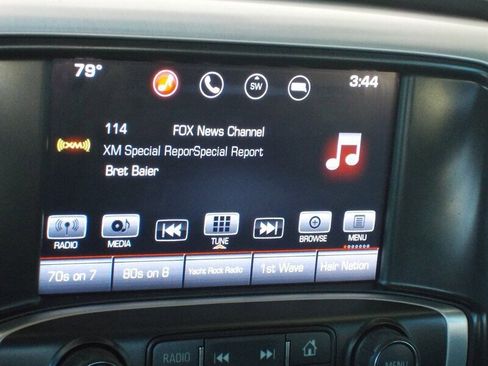 79°
SW
3:44
114 FOX News Channel
XM
XM Special ReporSpecial Report
Bret Baier
RADIO
MEDIA
TUNE
BROWSE
MENU
70s on 7
80s on 8
Yacht Rock Radio
1st Wave
Hair Nation
RADIO
MENU